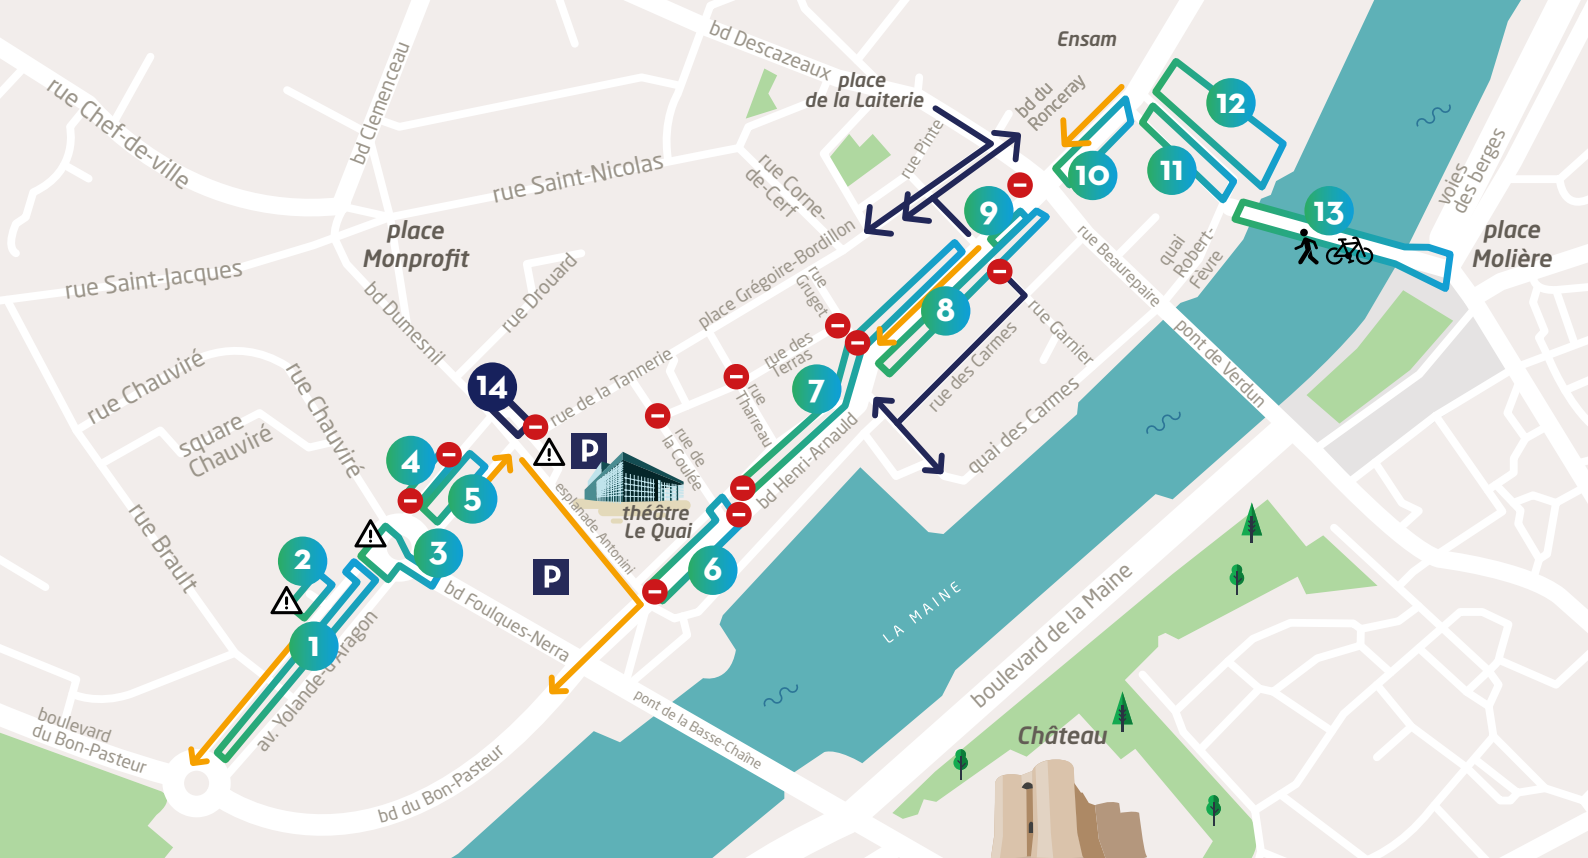 bd Descazeaux
Ensam
place
de la Laiterie
bd du
Ronceray
rue Chef-de-ville
bd Clemenceau
rue Pinte
12
11
10
13
voies
des berges
rue Saint-Nicolas
rue Corne-
de-Cerf
9
place
Monprofit
place Grégoire-Bordillon
rue Beaurepaire
quai
Robert-
Fèvre
place
Molière
rue Saint-Jacques
bd Dumesnil
rue Drouard
rue
Gruget
8
rue Garnier
pont de Verdun
rue des
Terras
rue des Carmes
rue Chauviré
rue Chauviré
square
Chauviré
14
rue de la Tannerie
7
rue
Tharreau
quai des Carmes
rue de
la Coulée
bd Henri-Arnauld
4
5
P
esplanade Antonini
théâtre
Le Quai
rue Brault
2
3
P
6
bd Foulques-Nerra
LA MAINE
boulevard de la Maine
1
av. Yolande-d'Aragon
boulevard
du Bon-Pasteur
pont de la Basse-Chaîne
bd du Bon-Pasteur
Château